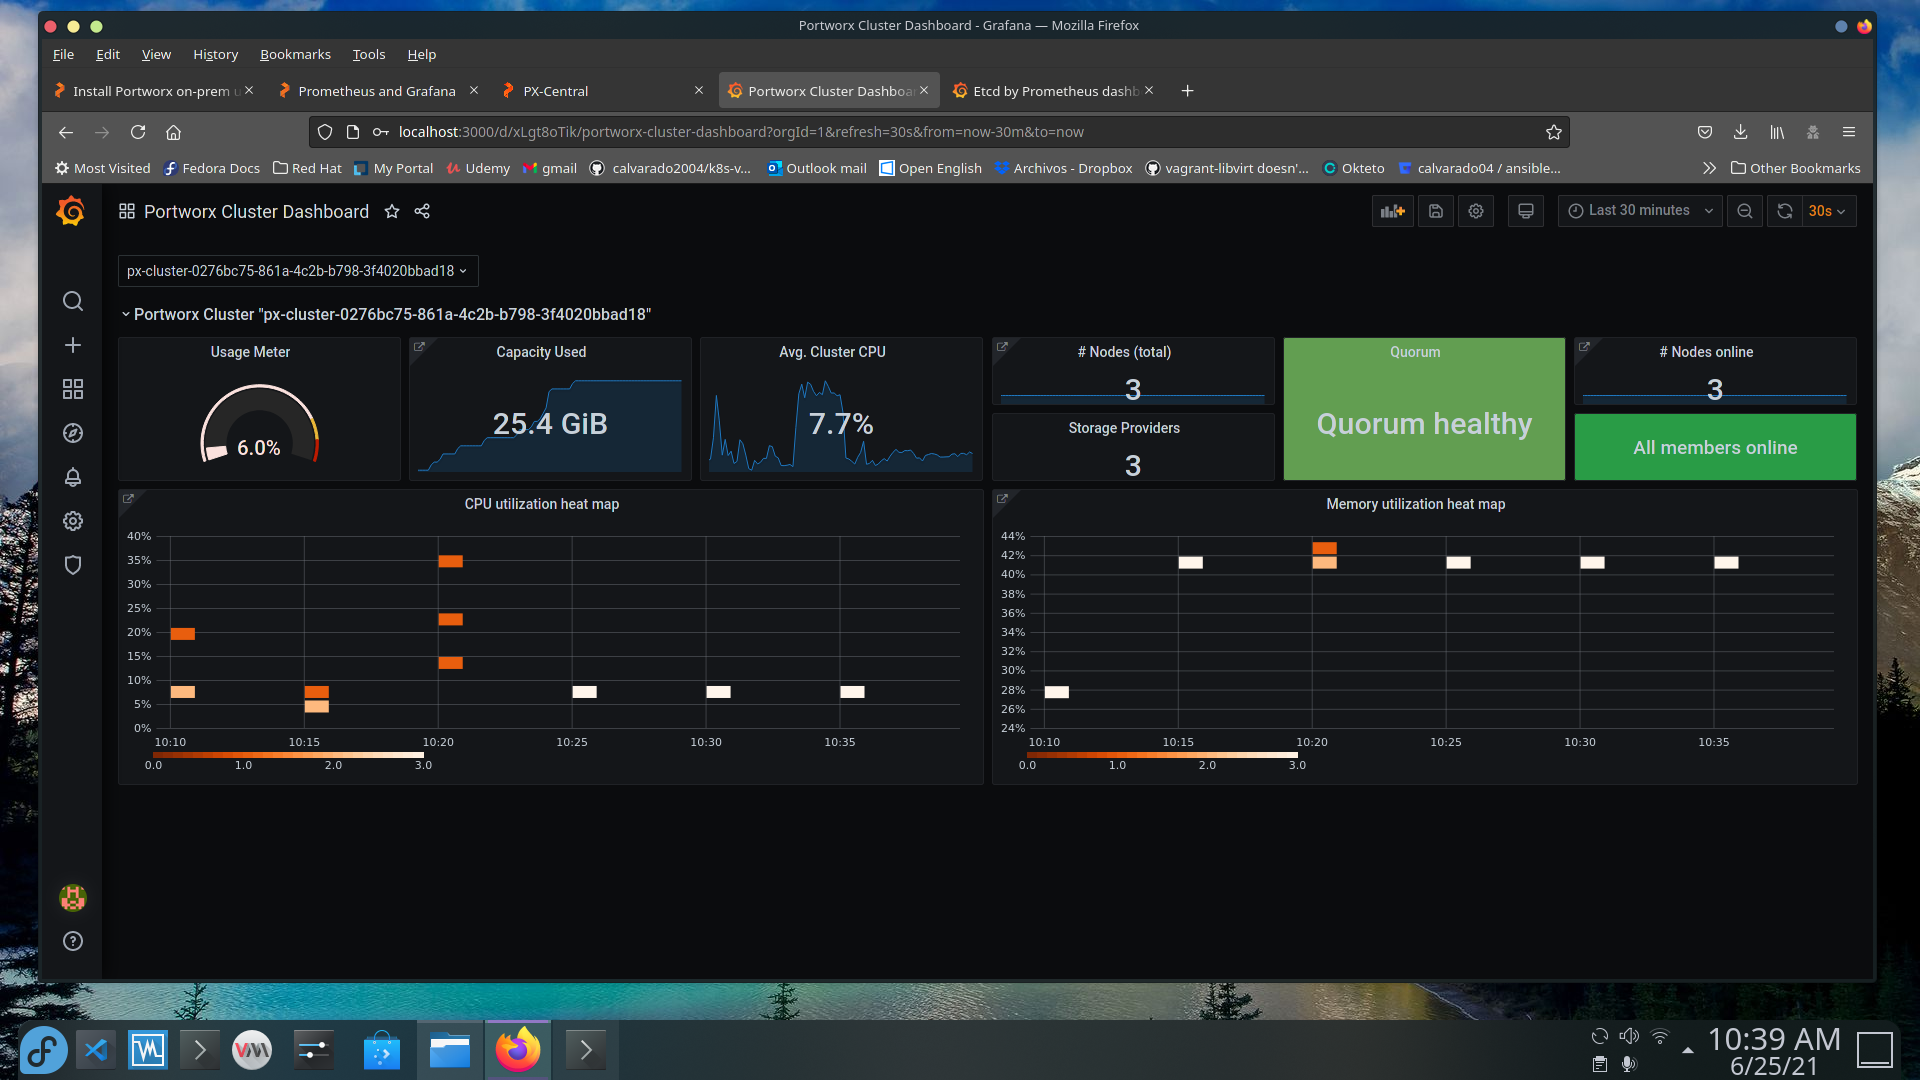 Portworx Cluster Dashboard - Grafana — Mozilla Firefox
File Edit View History Bookmarks Tools Help
Install Portworx on-prem u
Prometheus and Grafana
PX-Central
Portworx Cluster Dashboar
Etcd by Prometheus dashb
localhost:3000/d/xLgt8oTik/portworx-cluster-dashboard?orgId=1&refresh=30s&from=now-30m&to=now
Most Visited Fedora Docs Red Hat My Portal Udemy gmail calvarado2004/k8s-v... Outlook mail Open English Archivos - Dropbox vagrant-libvirt doesn'... Okteto calvarado04 / ansible... Other Bookmarks
Portworx Cluster Dashboard
Last 30 minutes
30s
px-cluster-0276bc75-861a-4c2b-b798-3f4020bbad18
Portworx Cluster "px-cluster-0276bc75-861a-4c2b-b798-3f4020bbad18"
Usage Meter
6.0%
Capacity Used
25.4 GiB
Avg. Cluster CPU
7.7%
# Nodes (total)
3
Storage Providers
3
Quorum
Quorum healthy
# Nodes online
3
All members online
CPU utilization heat map
40%
35%
30%
25%
20%
15%
10%
5%
0%
10:10 10:15 10:20 10:25 10:30 10:35
0.0 1.0 2.0 3.0
Memory utilization heat map
44%
42%
40%
38%
36%
34%
32%
30%
28%
26%
24%
10:10 10:15 10:20 10:25 10:30 10:35
0.0 1.0 2.0 3.0
10:39 AM
6/25/21